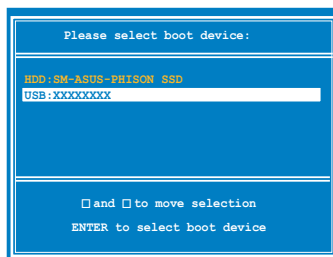 Please select boot device:
HDD:SM-ASUS-PHISON SSD
USB:XXXXXXXX
□ and □ to move selection
ENTER to select boot device